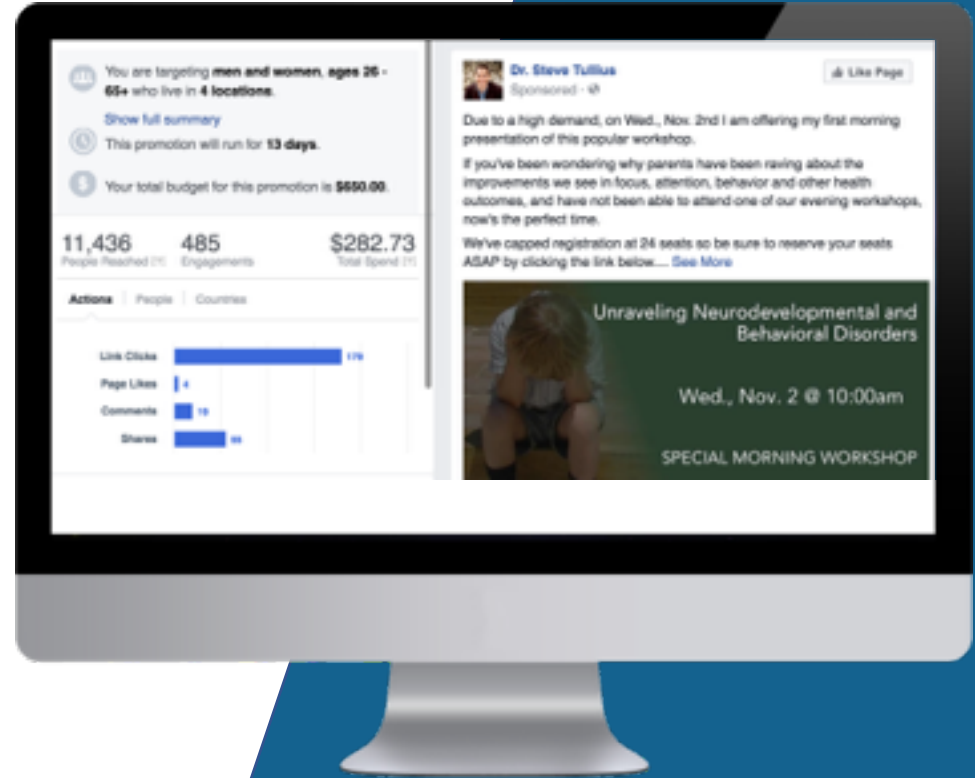 You are targeting men and women, ages 26 -
65+ who live in 4 locations.
Show full summary
This promotion will run for 13 days.
Your total budget for this promotion is $650.00.
11,436
485
$282.73
People Reached [?]
Engagements
Total Spend [?]
Actions
People
Countries
Link Clicks
Page Likes
4
Comments
Shares
Dr. Steve Tullius
Sponsored ·
Like Page
Due to a high demand, on Wed., Nov. 2nd I am offering my first morning
presentation of this popular workshop.
If you've been wondering why parents have been raving about the
improvements we see in focus, attention, behavior and other health
outcomes, and have not been able to attend one of our evening workshops,
now's the perfect time.
We've capped registration at 24 seats so be sure to reserve your seats
ASAP by clicking the link below.... See More
Unraveling Neurodevelopmental and
Behavioral Disorders
Wed., Nov. 2 @ 10:00am
SPECIAL MORNING WORKSHOP